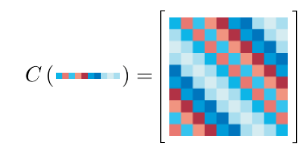 C ( ) =